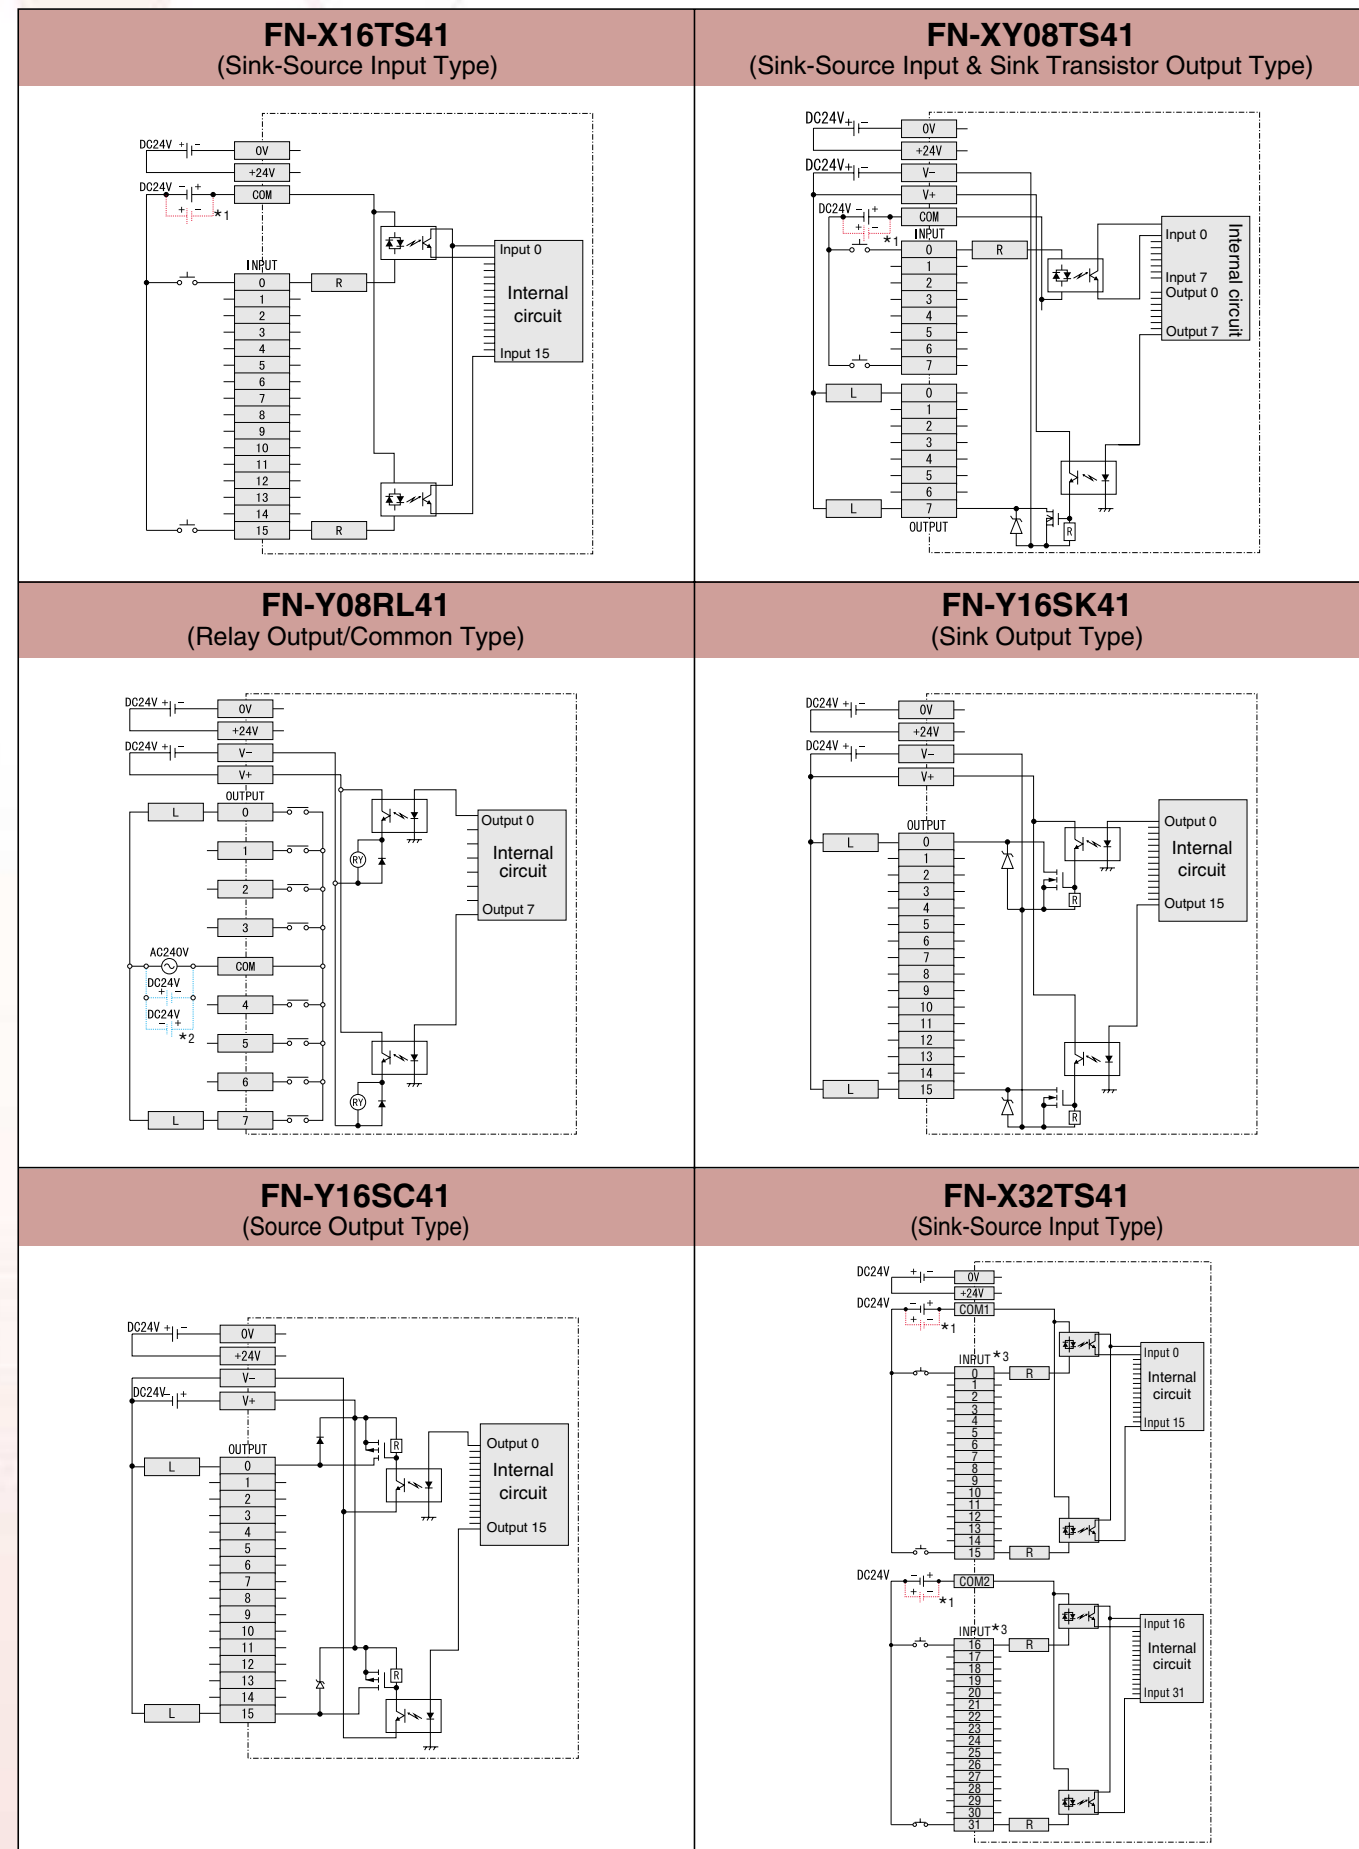 FN-X16TS41
(Sink-Source Input Type)
DC24V + -
0V
+24V
DC24V - +
COM
+ - *1
INPUT
0
R
1
2
3
4
5
6
7
8
9
10
11
12
13
14
15
R
Input 0
Internal
circuit
Input 15
FN-XY08TS41
(Sink-Source Input & Sink Transistor Output Type)
DC24V + -
0V
+24V
DC24V + -
V-
V+
DC24V - +
COM
+ - *1
INPUT
0
R
1
2
3
4
5
6
7
L
0
1
2
3
4
5
6
L
7
OUTPUT
R
Input 0
Input 7
Output 0
Output 7
Internal circuit
FN-Y08RL41
(Relay Output/Common Type)
DC24V + -
0V
+24V
DC24V + -
V-
V+
OUTPUT
L
0
1
2
3
AC240V
COM
DC24V
+ -
4
DC24V
- +
*2
5
6
L
7
RY
RY
Output 0
Internal
circuit
Output 7
FN-Y16SK41
(Sink Output Type)
DC24V + -
0V
+24V
DC24V + -
V-
V+
OUTPUT
L
0
1
2
3
4
5
6
7
8
9
10
11
12
13
14
L
15
R
R
Output 0
Internal
circuit
Output 15
FN-Y16SC41
(Source Output Type)
DC24V + -
0V
+24V
V-
DC24V - +
V+
OUTPUT
L
0
1
2
3
4
5
6
7
8
9
10
11
12
13
14
L
15
R
R
Output 0
Internal
circuit
Output 15
FN-X32TS41
(Sink-Source Input Type)
DC24V + -
0V
+24V
DC24V - +
COM1
+ - *1
INPUT *3
0
R
1
2
3
4
5
6
7
8
9
10
11
12
13
14
15
R
Input 0
Internal
circuit
Input 15
DC24V - +
COM2
+ - *1
INPUT *3
16
R
17
18
19
20
21
22
23
24
25
26
27
28
29
30
31
R
Input 16
Internal
circuit
Input 31